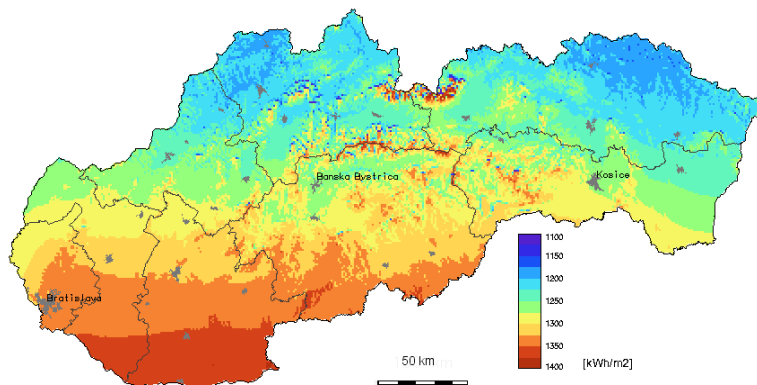 Banska Bystrica
Kosice
Bratislava
1100
1150
1200
1250
1300
1350
1400
[kWh/m2]
50 km